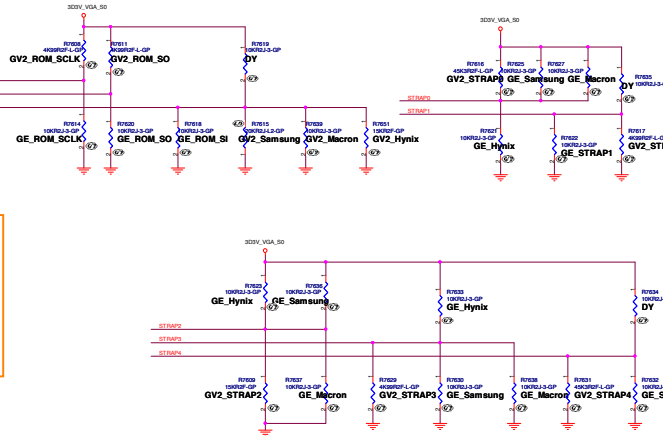 3D3V_VGA_S0
R7608
4K99R2F-L-GP
GV2_ROM_SCLK
R7611
4K99R2F-L-GP
GV2_ROM_SO
R7619
10KR2J-3-GP
DY
R7614
10KR2J-3-GP
GE_ROM_SCLK
R7620
10KR2J-3-GP
GE_ROM_SO
R7618
10KR2J-3-GP
GE_ROM_SI
R7615
20KR2J-L2-GP
GV2_Samsung
R7639
10KR2J-3-GP
GV2_Macron
R7651
15KR2F-GP
GV2_Hynix
3D3V_VGA_S0
R7616
45K3R2F-L-GP
GV2_STRAP0
R7625
10KR2J-3-GP
GE_Samsung
R7627
10KR2J-3-GP
GE_Macron
R7635
DY
STRAP0
STRAP1
10KR2J-3-GP
GE_Hynix
R7622
10KR2J-3-GP
GE_STRAP1
R7617
3D3V_VGA_S0
R7623
10KR2J-3-GP
GE_Hynix
R7636
10KR2J-3-GP
GE_Samsung
R7633
10KR2J-3-GP
GE_Hynix
R7634
DY
STRAP2
STRAP3
STRAP4
R7609
15KR2F-GP
GV2_STRAP2
R7637
10KR2J-3-GP
GE_Macron
R7629
4K99R2F-L-GP
GV2_STRAP3
R7630
10KR2J-3-GP
GE_Samsung
R7638
10KR2J-3-GP
GE_Macron
R7631
45K3R2F-L-GP
GV2_STRAP4
R7632